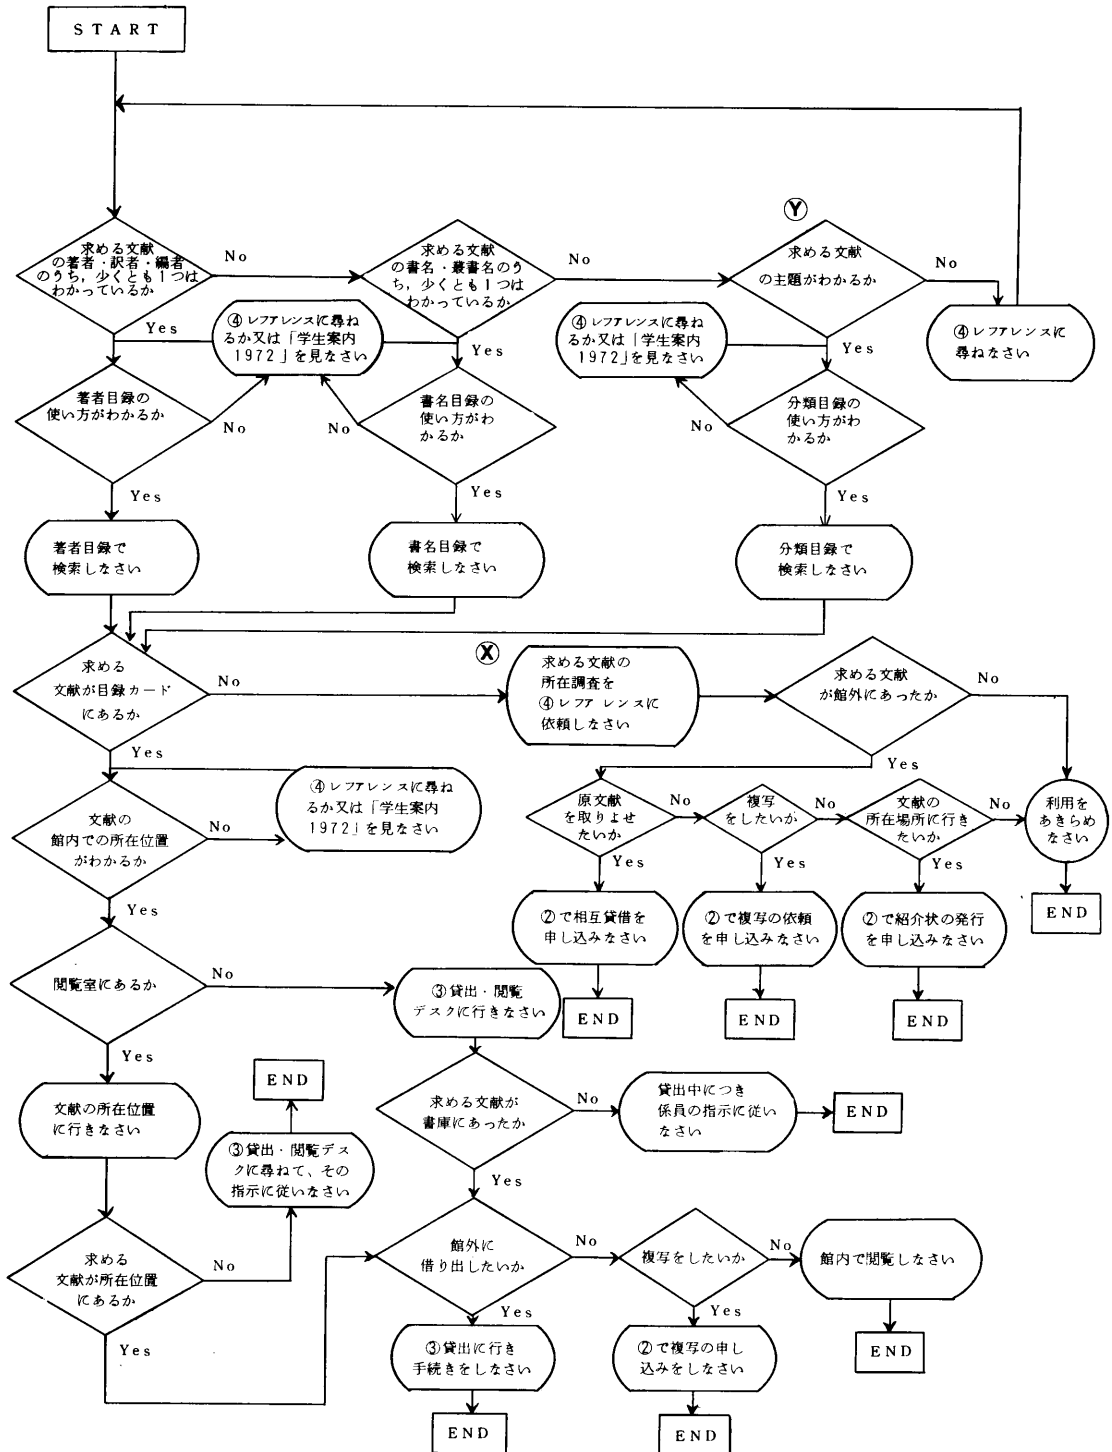 START
Ⓨ
求める文献
の著者・訳者・編者
のうち,少くとも1つは
わかっているか
No
求める文献
の書名・叢書名のう
ち,少くとも1つは
わかっているか
No
求める文献
の主題がわかるか
No
Yes
④レファレンスに尋ね
るか又は「学生案内
1972」を見なさい
Yes
④レファレンスに尋ね
るか又は「学生案内
1972」を見なさい
Yes
④レファレンスに
尋ねなさい
著者目録の
使い方がわかるか
No
No
書名目録の
使い方がわ
かるか
No
分類目録の
使い方がわ
かるか
Yes
Yes
Yes
著者目録で
検索しなさい
書名目録で
検索しなさい
分類目録で
検索しなさい
Ⓧ
求める
文献が目録カード
にあるか
No
求める文献の
所在調査を
④レファレンスに
依頼しなさい
求める文献
が館外にあったか
No
Yes
Yes
文献の
館内での所在位置
がわかるか
No
④レファレンスに尋ね
るか又は「学生案内
1972」を見なさい
原文献
を取りよせ
たいか
No
複写
をしたいか
No
文献の
所在場所に行き
たいか
No
利用を
あきらめ
なさい
Yes
Yes
Yes
Yes
②で相互貸借を
申し込みなさい
②で複写の依頼
を申し込みなさい
②で紹介状の発行
を申し込みなさい
END
閲覧室にあるか
No
③貸出・閲覧
デスクに行きなさい
END
END
END
Yes
END
文献の所在位置
に行きなさい
求める文献が
書庫にあったか
No
貸出中につき
係員の指示に従い
なさい
END
③貸出・閲覧デス
クに尋ねて、その
指示に従いなさい
Yes
求める
文献が所在位置
にあるか
No
館外に
借り出したいか
No
複写をしたいか
No
館内で閲覧しなさい
Yes
Yes
Yes
③貸出に行き
手続きをしなさい
②で複写の申し
込みをしなさい
END
END
END